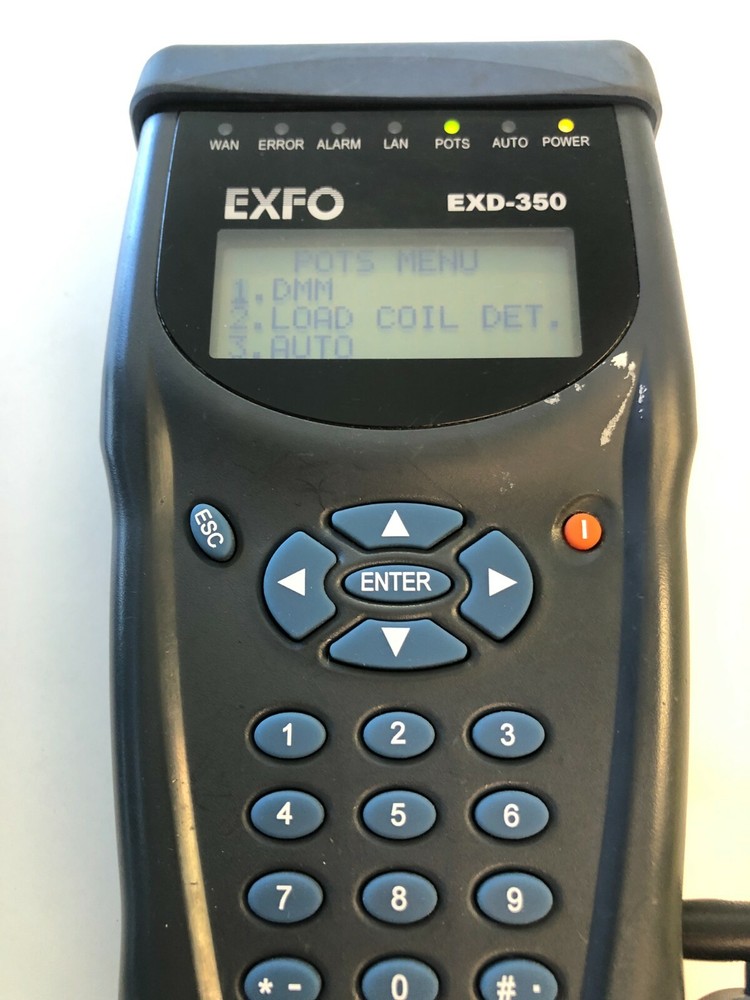 WAN ERROR ALARM LAN POTS AUTO POWER
EXFO EXD-350
POTS MENU
1.DMM
2.LOAD COIL DET.
3.AUTO
ESC
ENTER
1 2 3
4 5 6
7 8 9
* - 0 # .